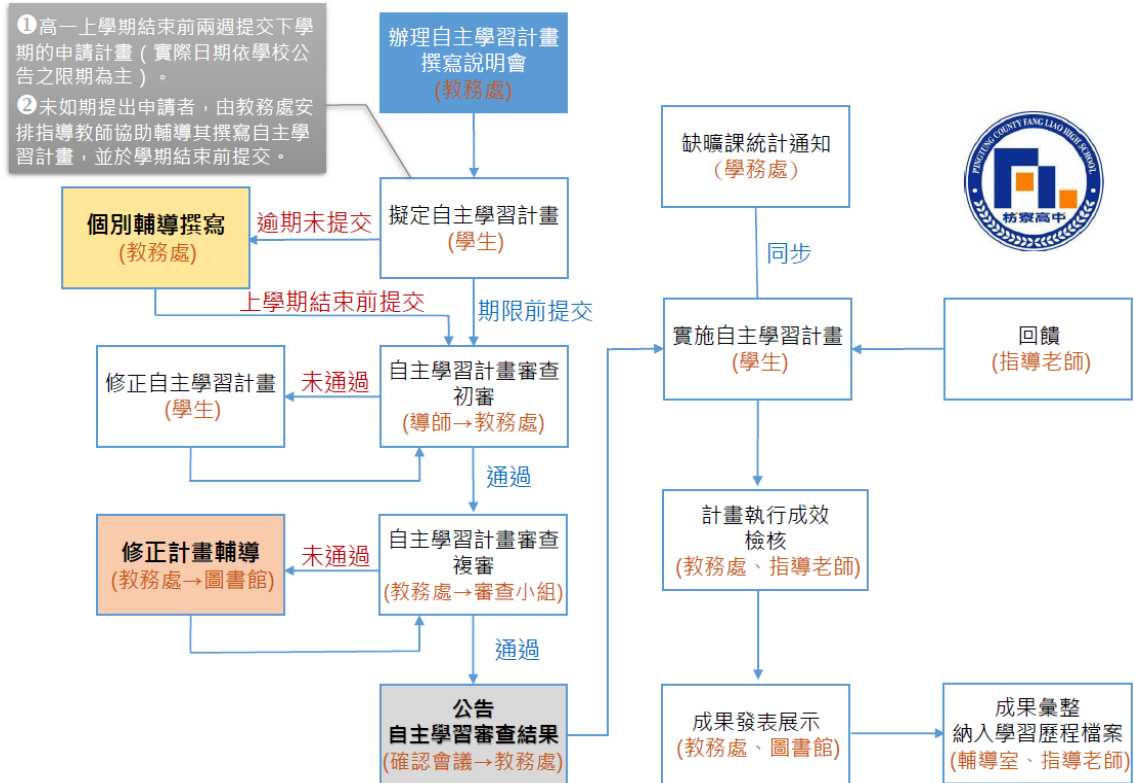 ❶高一上學期結束前兩週提交下學
期的申請計畫（實際日期依學校公
告之限期為主）。
❷未如期提出申請者，由教務處安
排指導教師協助輔導其撰寫自主學
習計畫，並於學期結束前提交。
辦理自主學習計畫
撰寫說明會
(教務處)
擬定自主學習計畫
(學生)
逾期未提交
個別輔導撰寫
(教務處)
上學期結束前提交
期限前提交
自主學習計畫審查
初審
(導師→教務處)
未通過
修正自主學習計畫
(學生)
通過
自主學習計畫審查
複審
(教務處→審查小組)
未通過
修正計畫輔導
(教務處→圖書館)
通過
公告
自主學習審查結果
(確認會議→教務處)
缺曠課統計通知
(學務處)
同步
實施自主學習計畫
(學生)
回饋
(指導老師)
計畫執行成效
檢核
(教務處、指導老師)
成果發表展示
(教務處、圖書館)
成果彙整
納入學習歷程檔案
(輔導室、指導老師)
PINGTUNG COUNTY FANG LIAO HIGH SCHOOL
枋寮高中